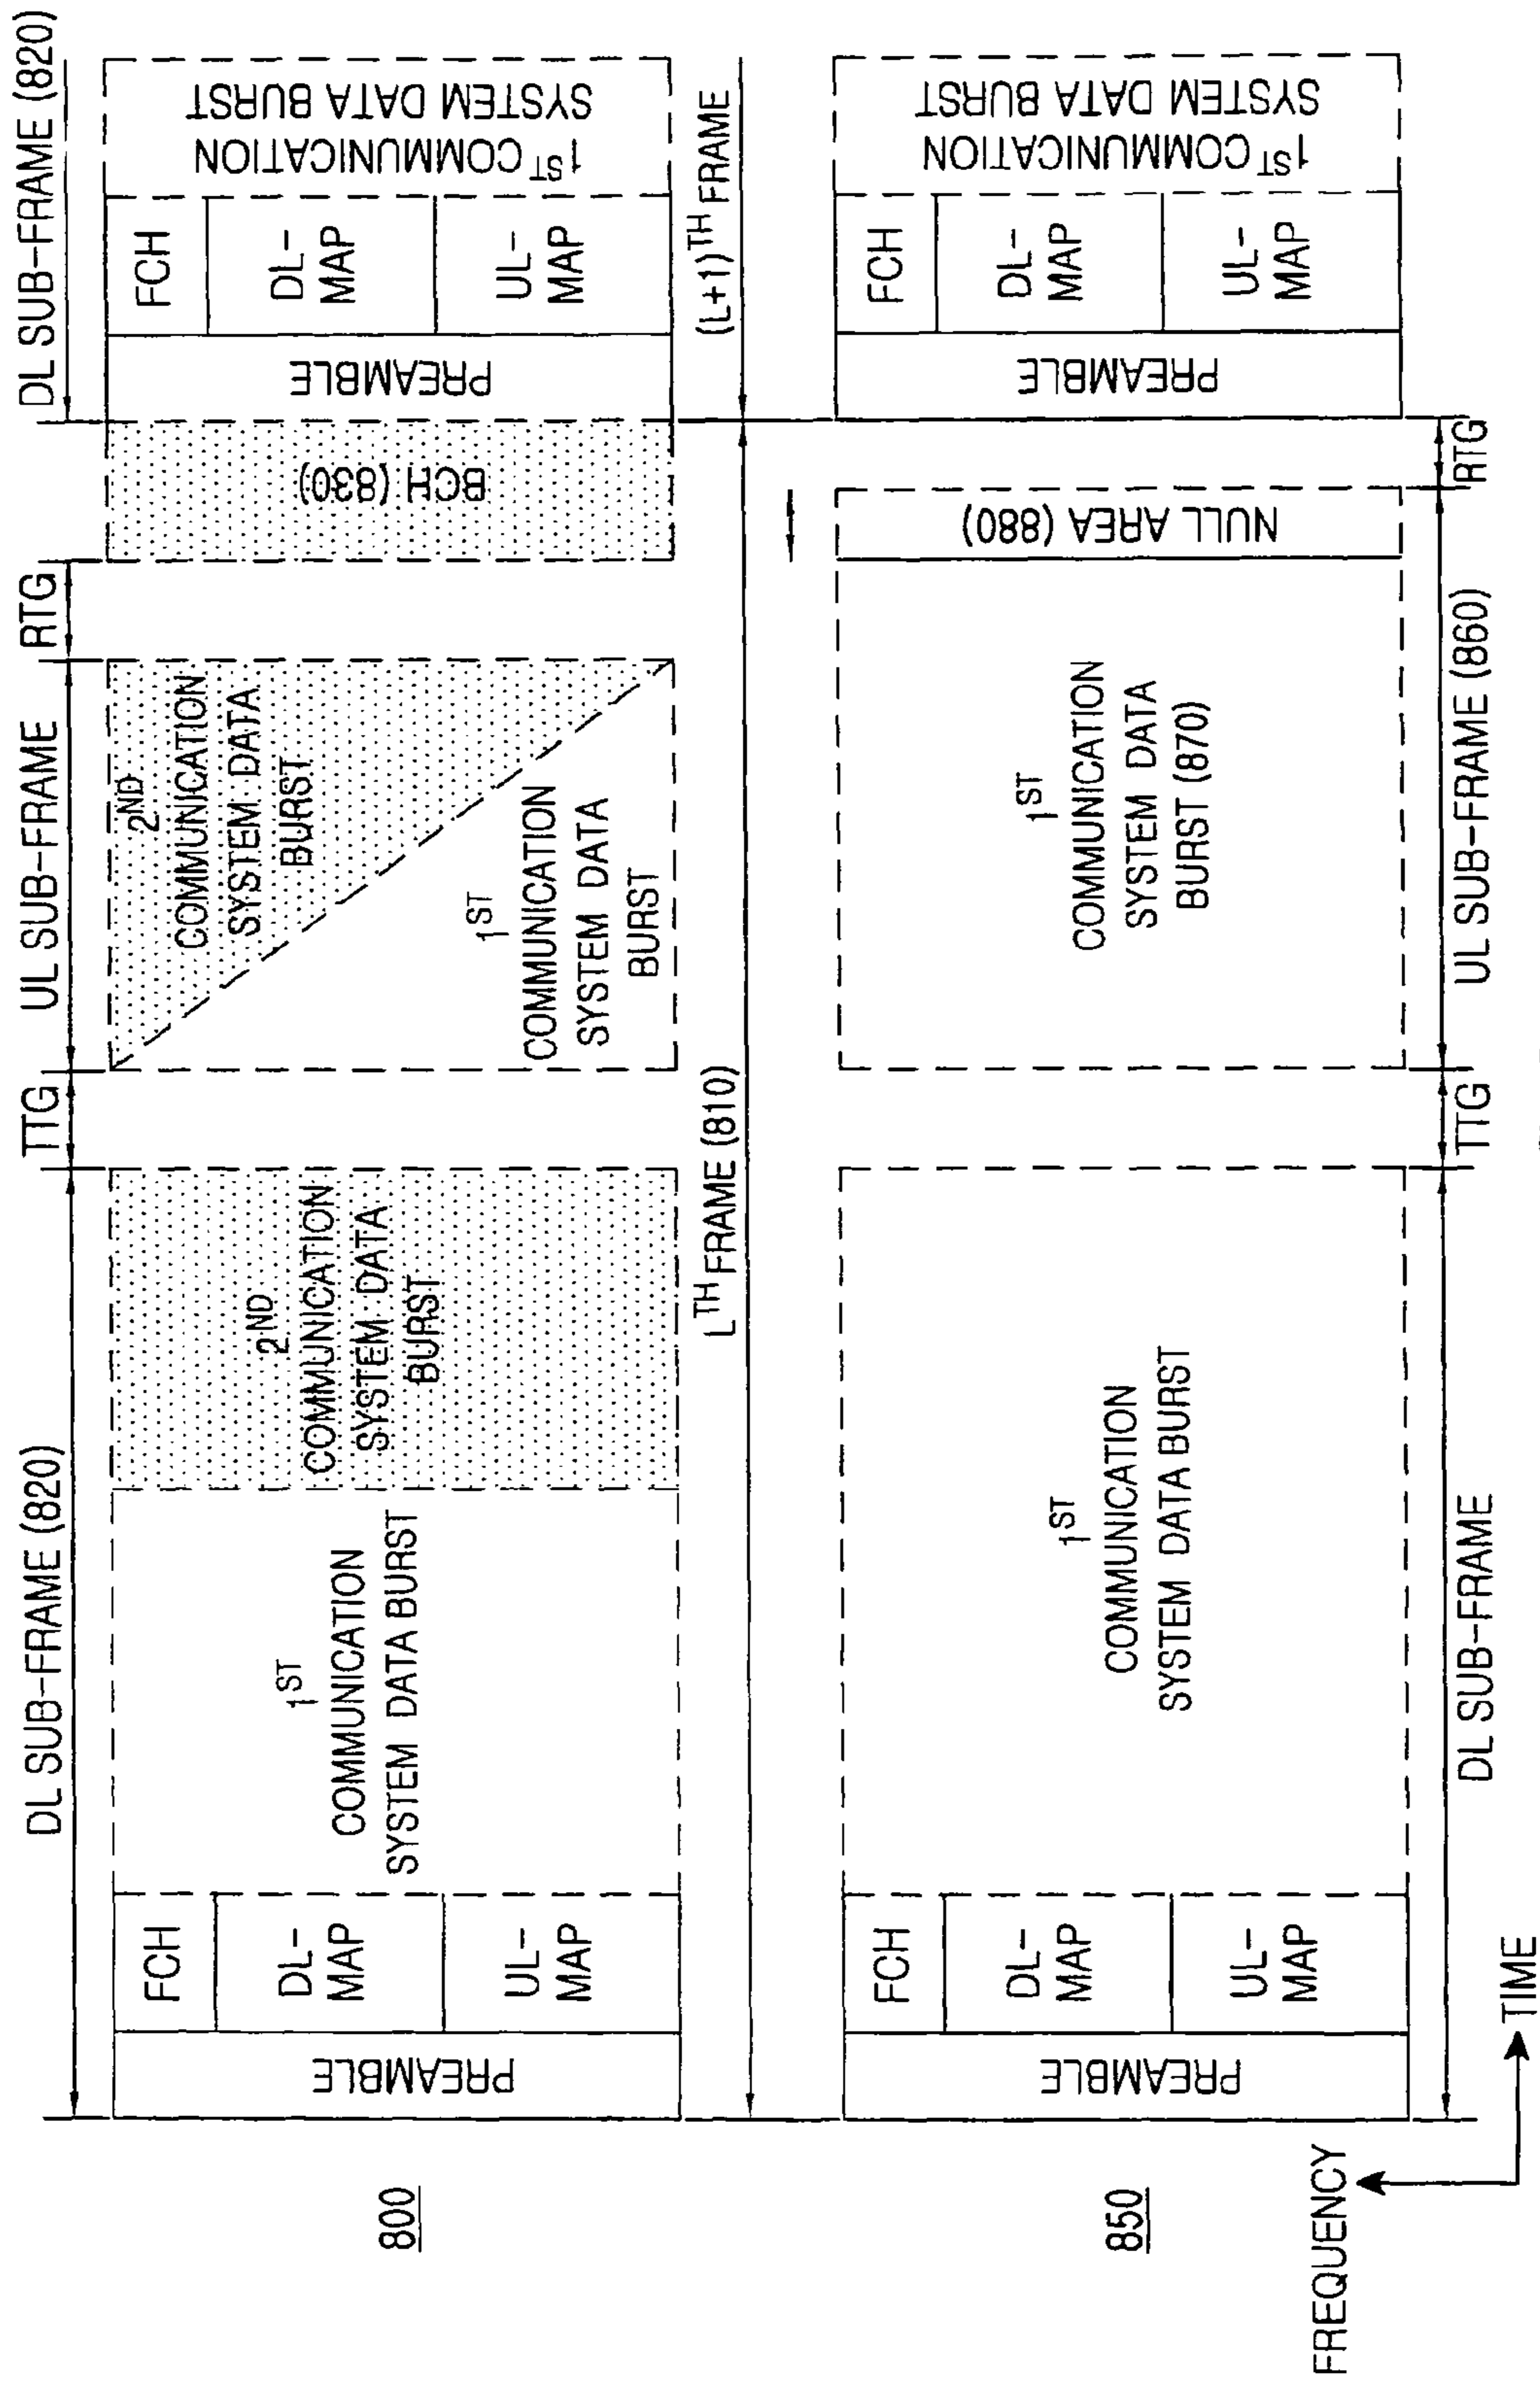 DL SUB-FRAME (820)
TTG
UL SUB-FRAME
RTG
DL SUB-FRAME (820)
800
PREAMBLE
FCH
DL-
MAP
UL-
MAP
1ST
COMMUNICATION
SYSTEM DATA BURST
2ND
COMMUNICATION
SYSTEM DATA
BURST
2ND
COMMUNICATION
SYSTEM DATA
BURST
1ST
COMMUNICATION
SYSTEM DATA
BURST
BCH (830)
PREAMBLE
FCH
DL-
MAP
UL-
MAP
1ST COMMUNICATION
SYSTEM DATA BURST
LTH FRAME (810)
(L+1)TH FRAME
850
PREAMBLE
FCH
DL-
MAP
UL-
MAP
1ST
COMMUNICATION
SYSTEM DATA BURST
1ST
COMMUNICATION
SYSTEM DATA
BURST (870)
NULL AREA (880)
PREAMBLE
FCH
DL-
MAP
UL-
MAP
1ST COMMUNICATION
SYSTEM DATA BURST
DL SUB-FRAME
TTG
UL SUB-FRAME (860)
RTG
FREQUENCY
TIME